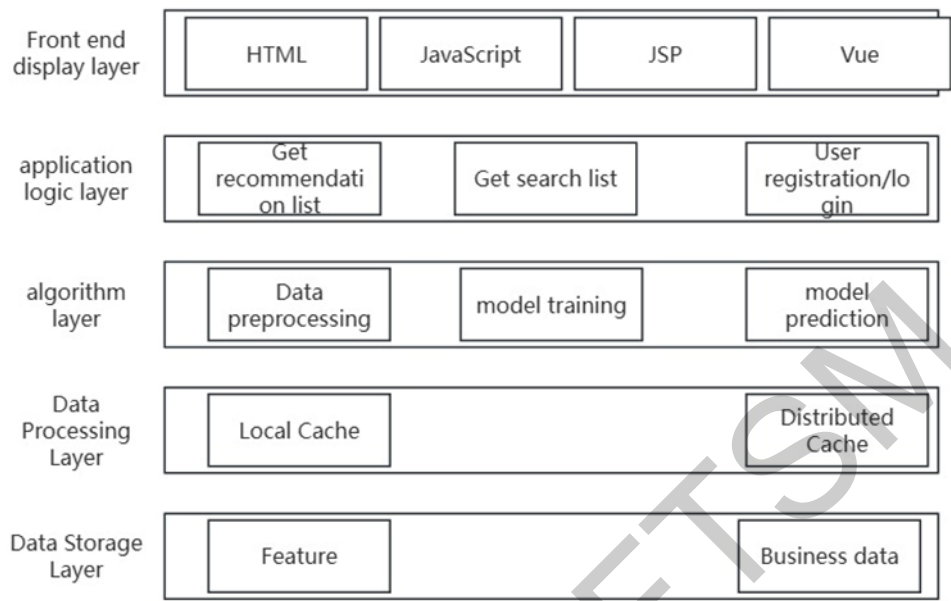 Front end
display layer
HTML
JavaScript
JSP
Vue
application
logic layer
Get
recommendati
on list
Get search list
User
registration/lo
gin
algorithm
layer
Data
preprocessing
model training
model
prediction
Data
Processing
Layer
Local Cache
Distributed
Cache
Data Storage
Layer
Feature
Business data
FTSM